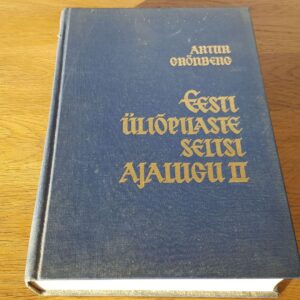 ARTUR
GRÖNBERG
EESTI
ÜLIÕPILASTE
SELTSI
AJALUGU II